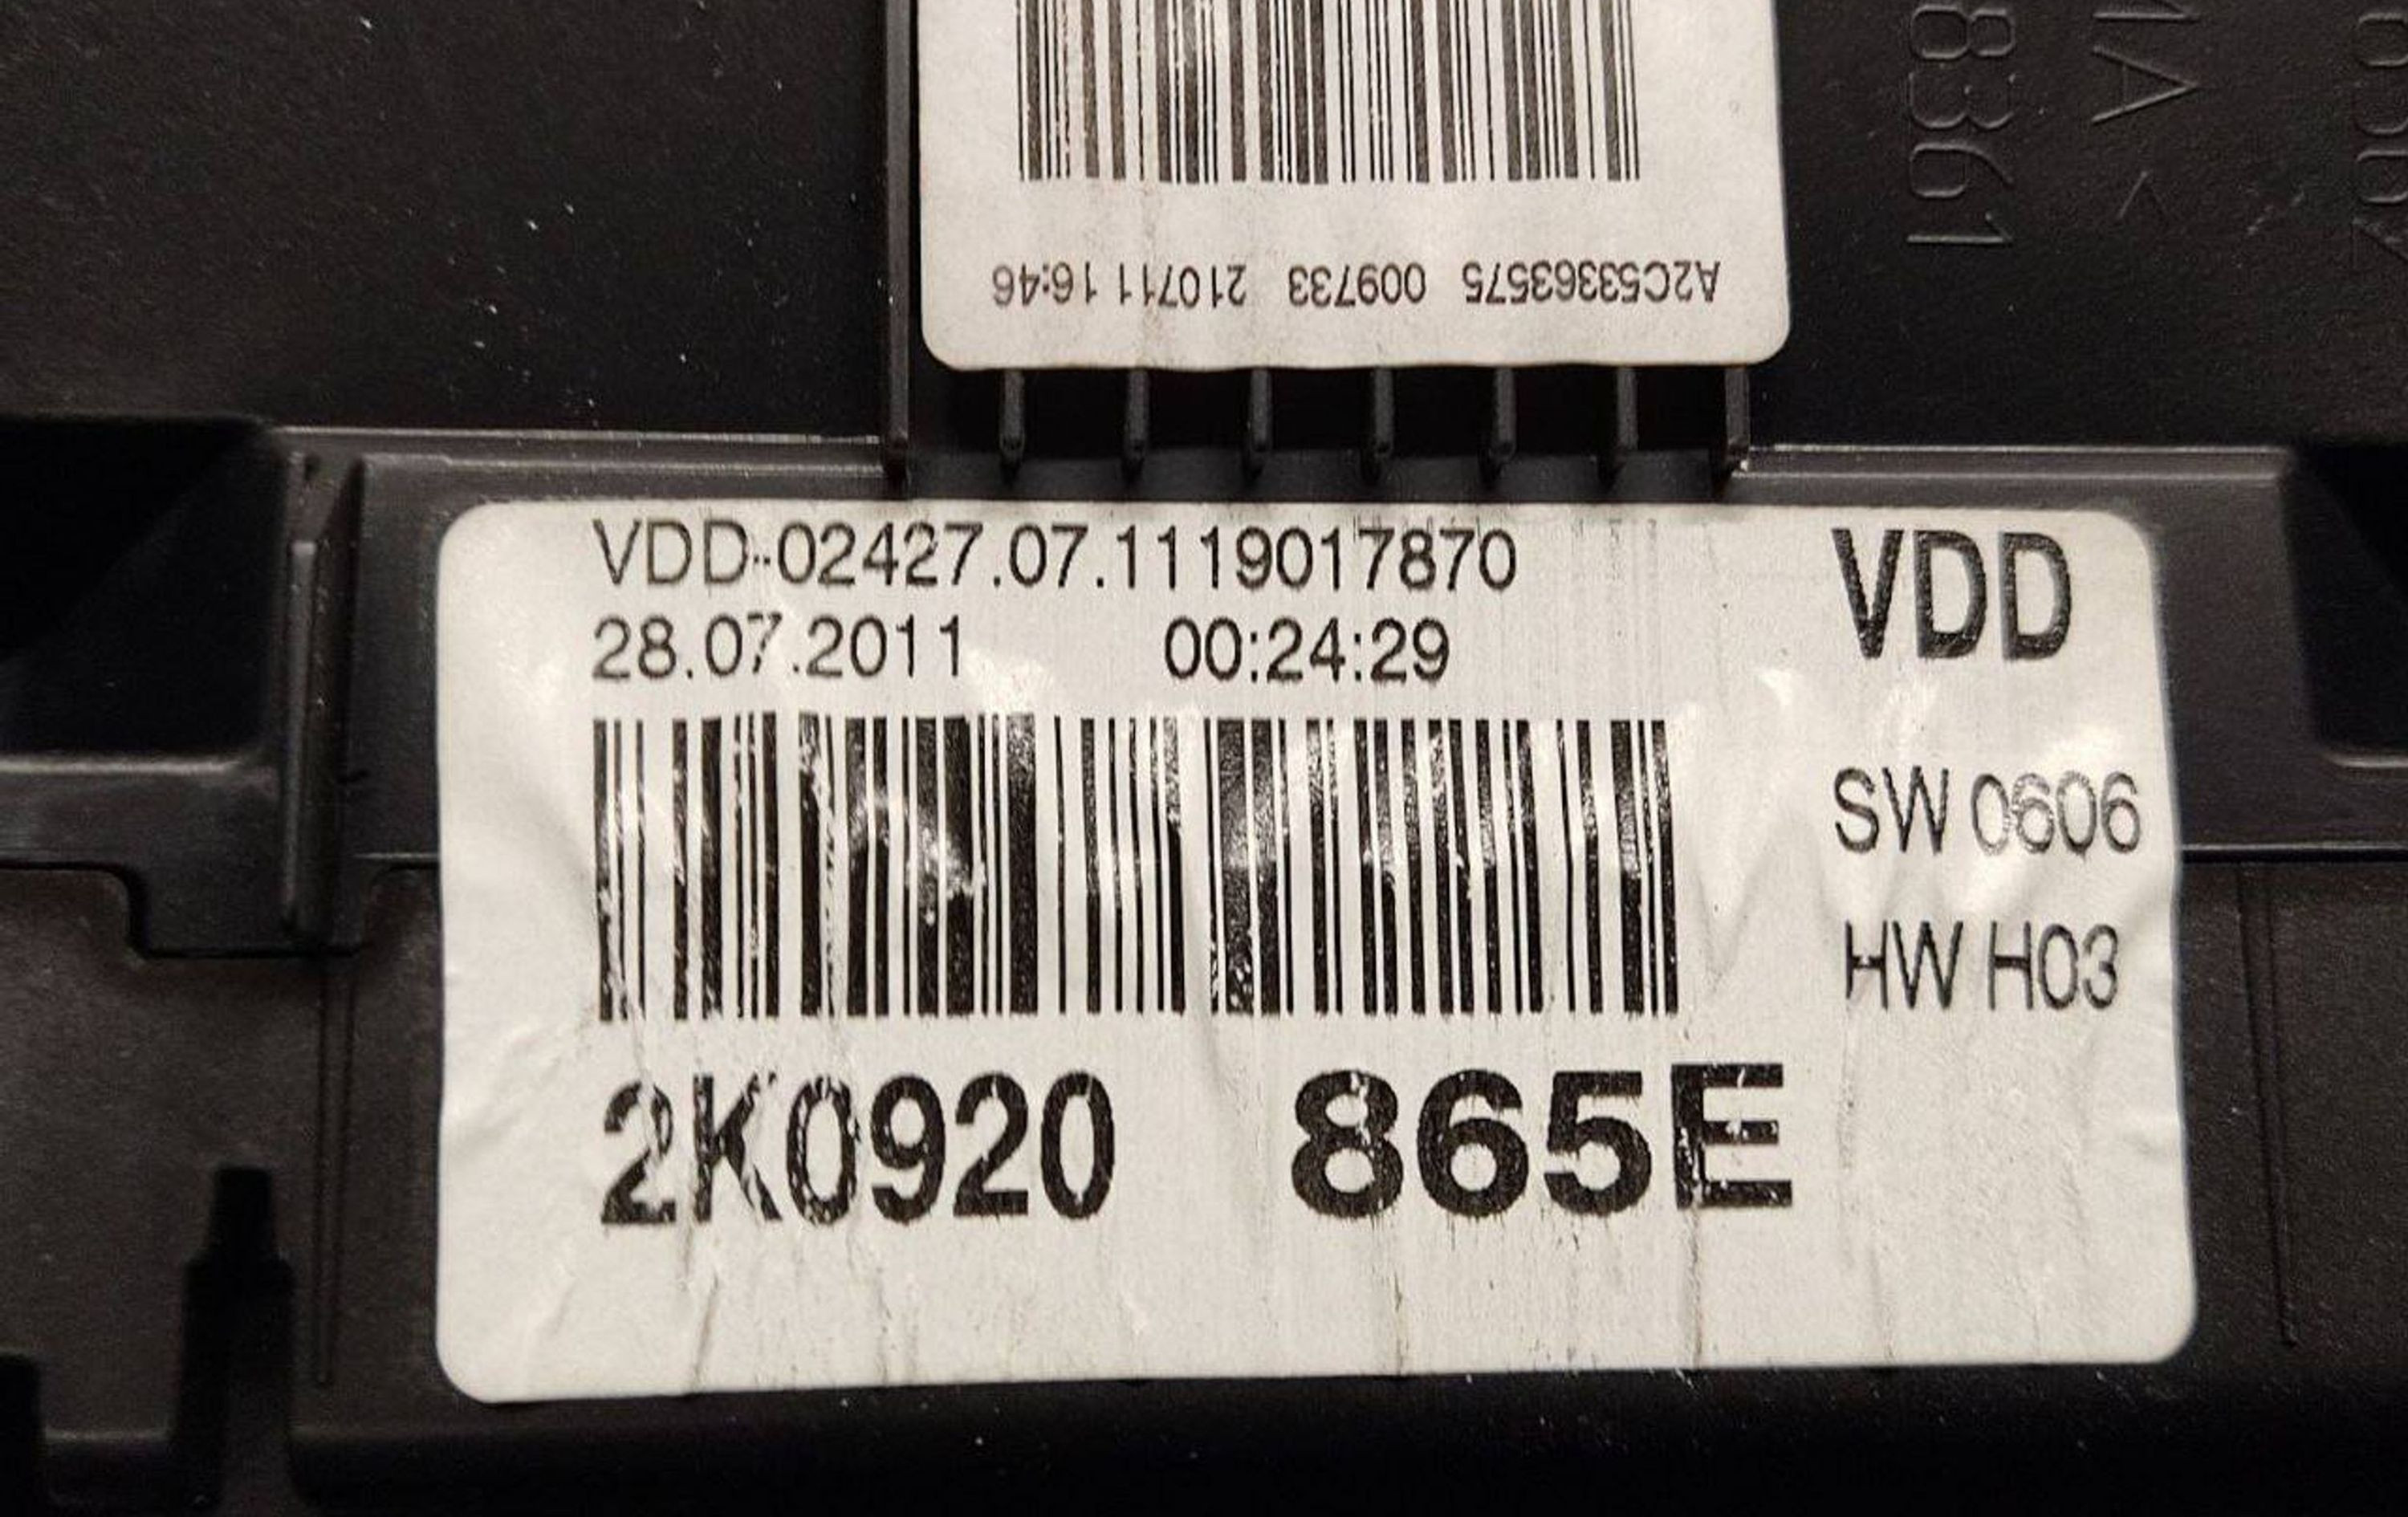 A2C53363575 009733 210711 16:46
VDD-02427.07.1119017870
28.07.2011 00:24:29
VDD
SW 0606
HW H03
2K0920 865E
8361